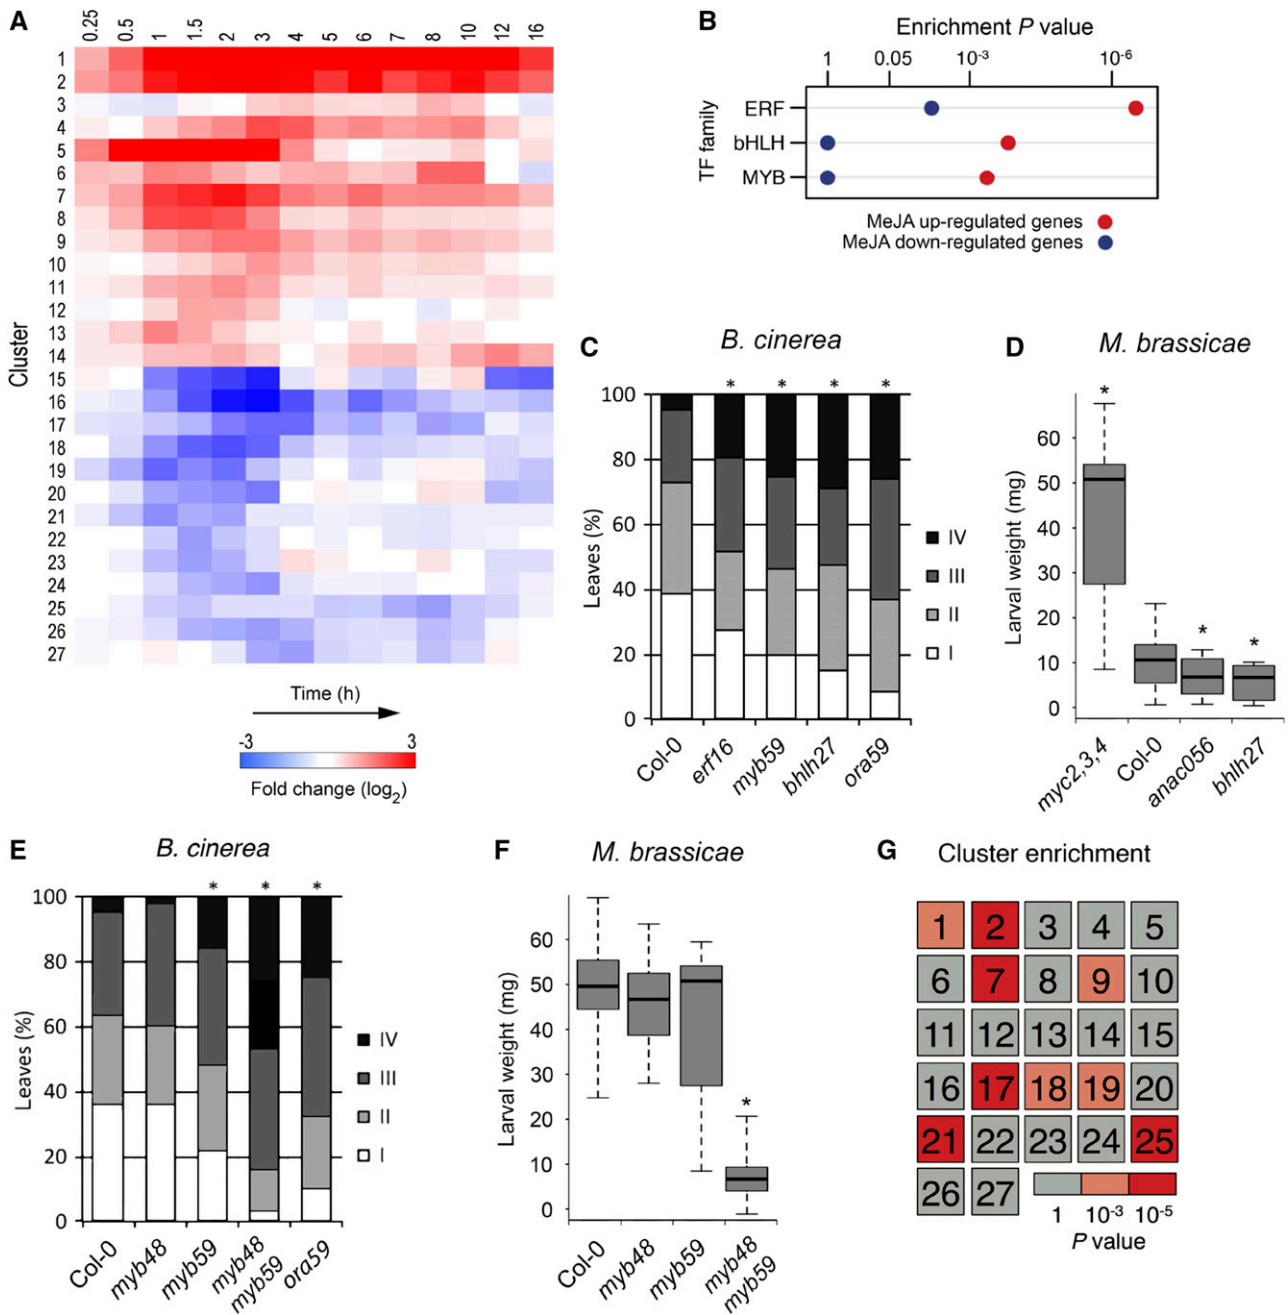 A
0.25 0.5 1 1.5 2 3 4 5 6 7 8 10 12 16
Cluster
1
2
3
4
5
6
7
8
9
10
11
12
13
14
15
16
17
18
19
20
21
22
23
24
25
26
27
Time (h)
-3 3
Fold change (log2)
B
Enrichment P value
1 0.05 10-3 10-6
TF family
ERF
bHLH
MYB
MeJA up-regulated genes
MeJA down-regulated genes
C
B. cinerea
* * * *
Leaves (%)
100
80
60
40
20
0
IV
III
II
I
Col-0 erf16 myb59 bhlh27 ora59
D
M. brassicae
*
* *
Larval weight (mg)
60
50
40
30
20
10
0
myc2,3,4 Col-0 anac056 bhlh27
E
B. cinerea
* * *
Leaves (%)
100
80
60
40
20
0
IV
III
II
I
Col-0 myb48 myb59 myb48 myb59 ora59
F
M. brassicae
*
Larval weight (mg)
60
50
40
30
20
10
0
Col-0 myb48 myb59 myb48 myb59
G
Cluster enrichment
1 2 3 4 5
6 7 8 9 10
11 12 13 14 15
16 17 18 19 20
21 22 23 24 25
26 27
1 10-3 10-5
P value